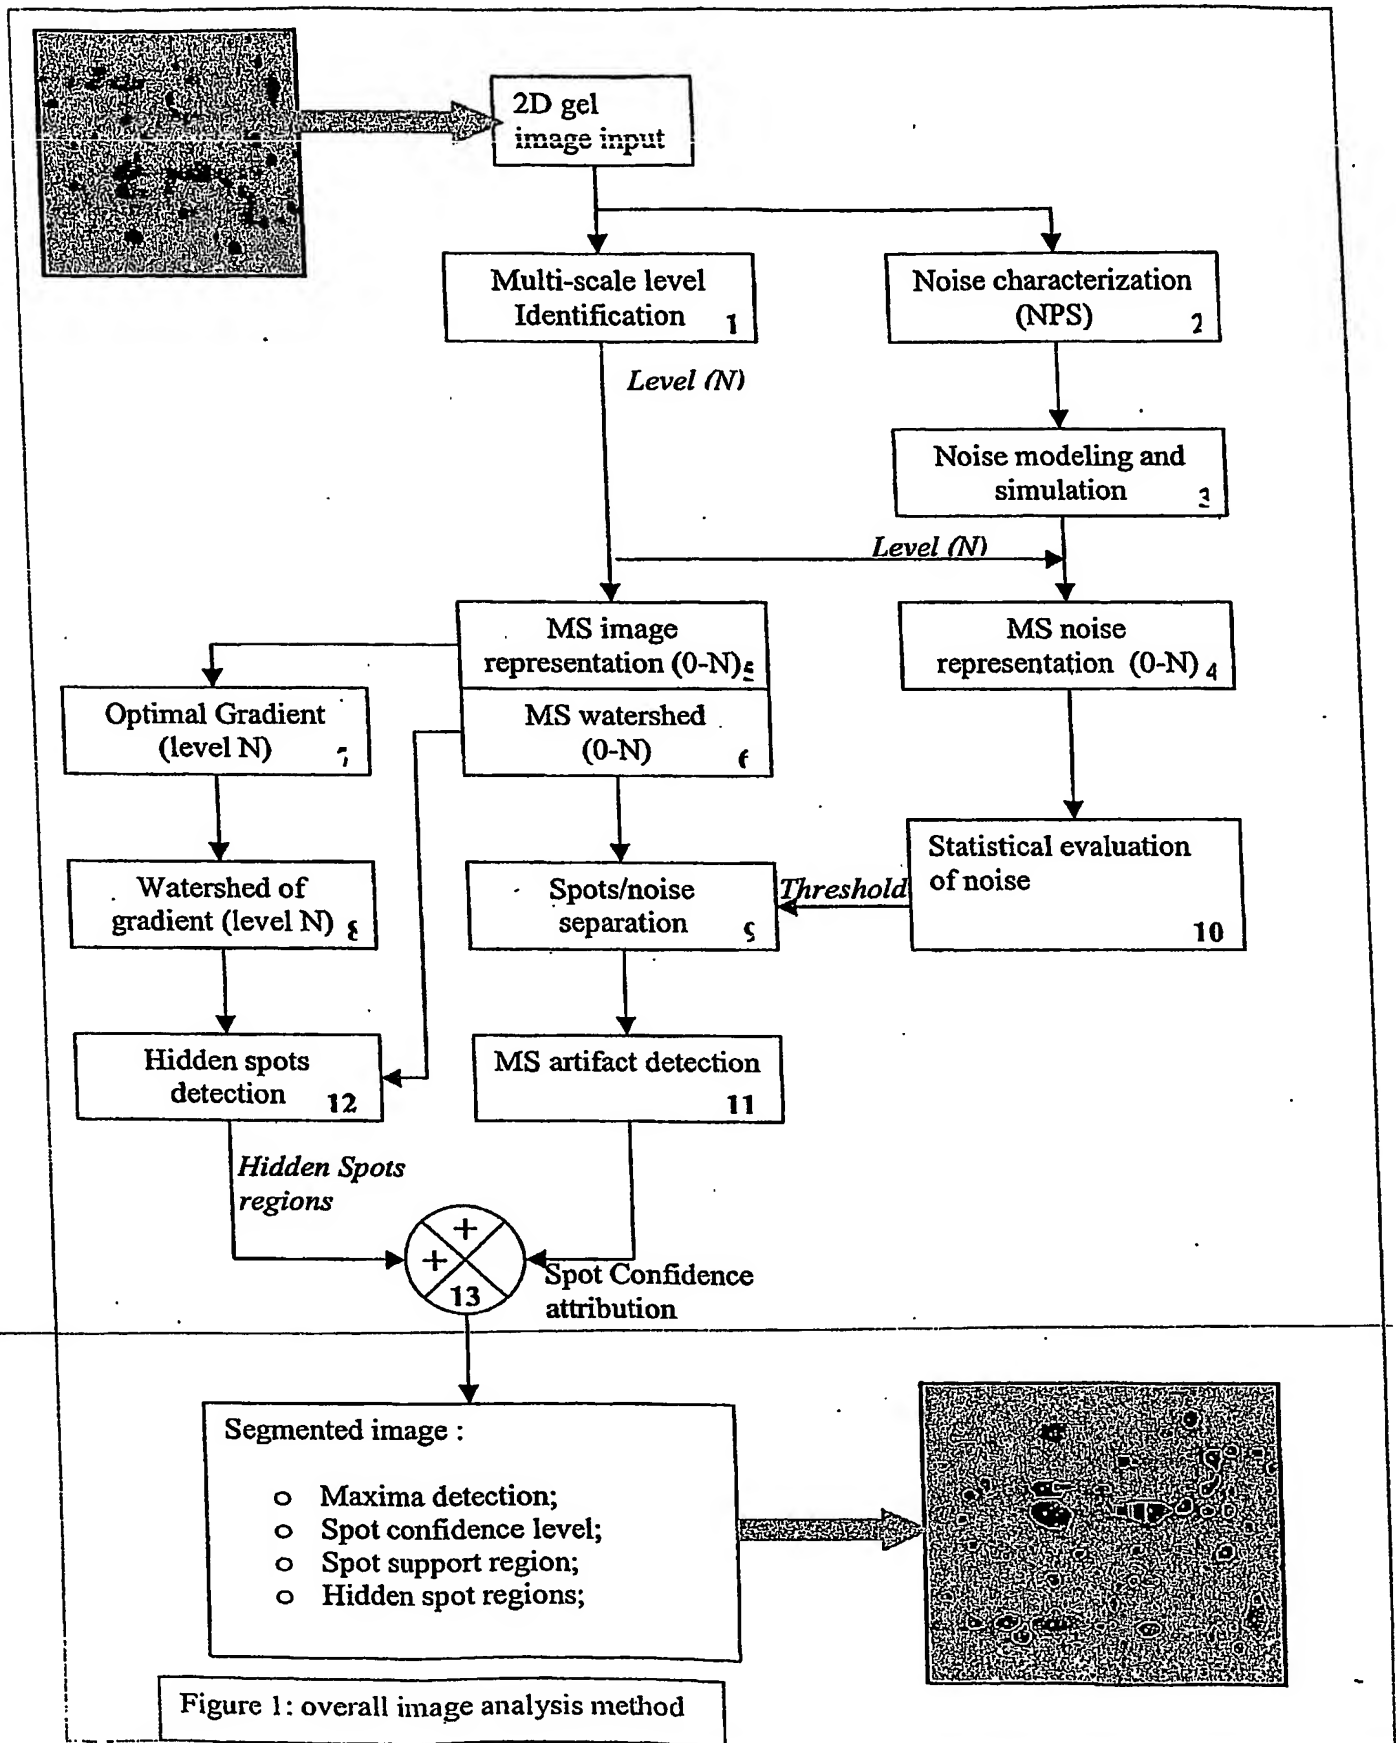 2D gel
image input
Multi-scale level
Identification 1
Noise characterization
(NPS) 2
Level (N)
Noise modeling and
simulation 3
Level (N)
MS image
representation (0-N) 5
MS noise
representation (0-N) 4
Optimal Gradient
(level N) 7
MS watershed
(0-N) 6
Statistical evaluation
of noise
10
Watershed of
gradient (level N) 8
Spots/noise
separation 9
Threshold
Hidden spots
detection 12
MS artifact detection
11
Hidden Spots
regions
+
+
13
Spot Confidence
attribution
Segmented image :
o Maxima detection;
o Spot confidence level;
o Spot support region;
o Hidden spot regions;
Figure 1: overall image analysis method